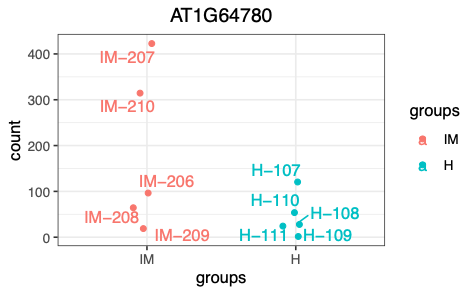 AT1G64780
count
400
300
200
100
0
IM−207
IM−210
IM−206
IM−208
IM−209
H−107
H−110
H−108
H−111
H−109
IM
H
groups
groups
a IM
a H